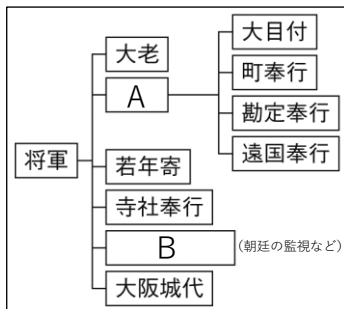 大目付
大老
町奉行
A
勘定奉行
遠国奉行
将軍
若年寄
寺社奉行
B
(朝廷の監視など)
大阪城代